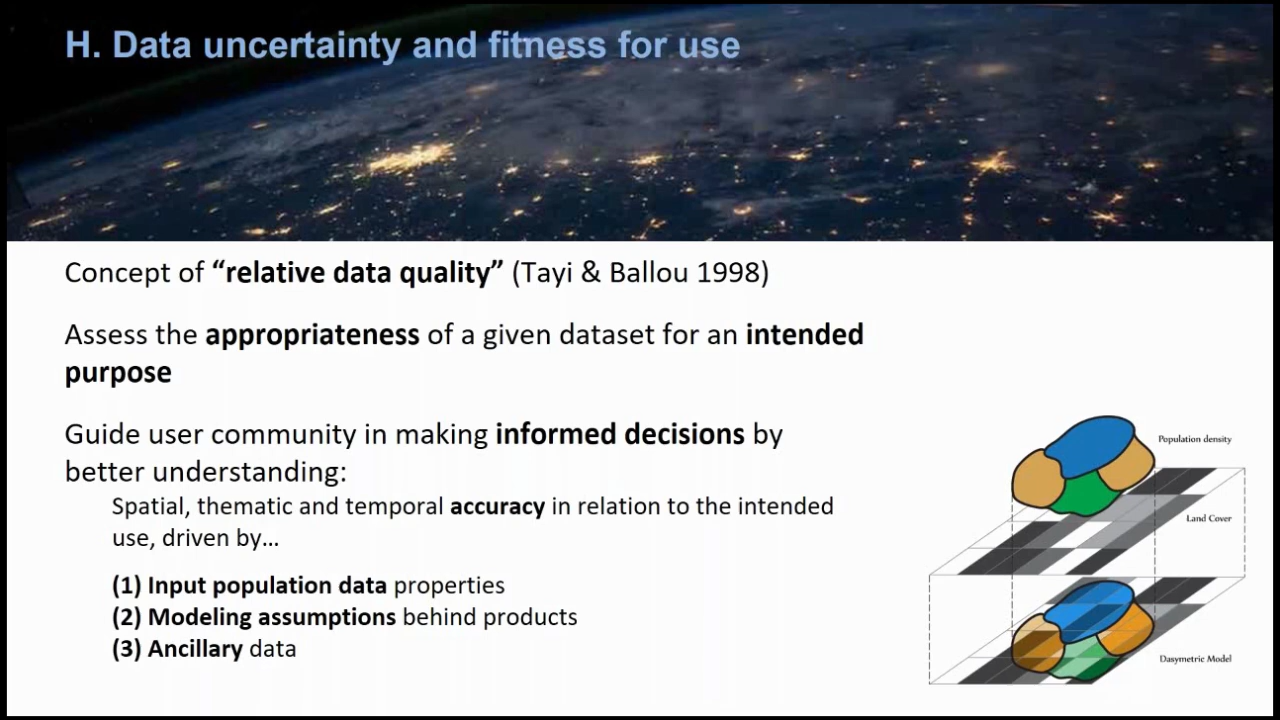 H. Data uncertainty and fitness for use
Concept of “relative data quality” (Tayi & Ballou 1998)
Assess the appropriateness of a given dataset for an intended
purpose
Guide user community in making informed decisions by
better understanding:
Spatial, thematic and temporal accuracy in relation to the intended
use, driven by…
(1) Input population data properties
(2) Modeling assumptions behind products
(3) Ancillary data
Population density
Land Cover
Dasymetric Model